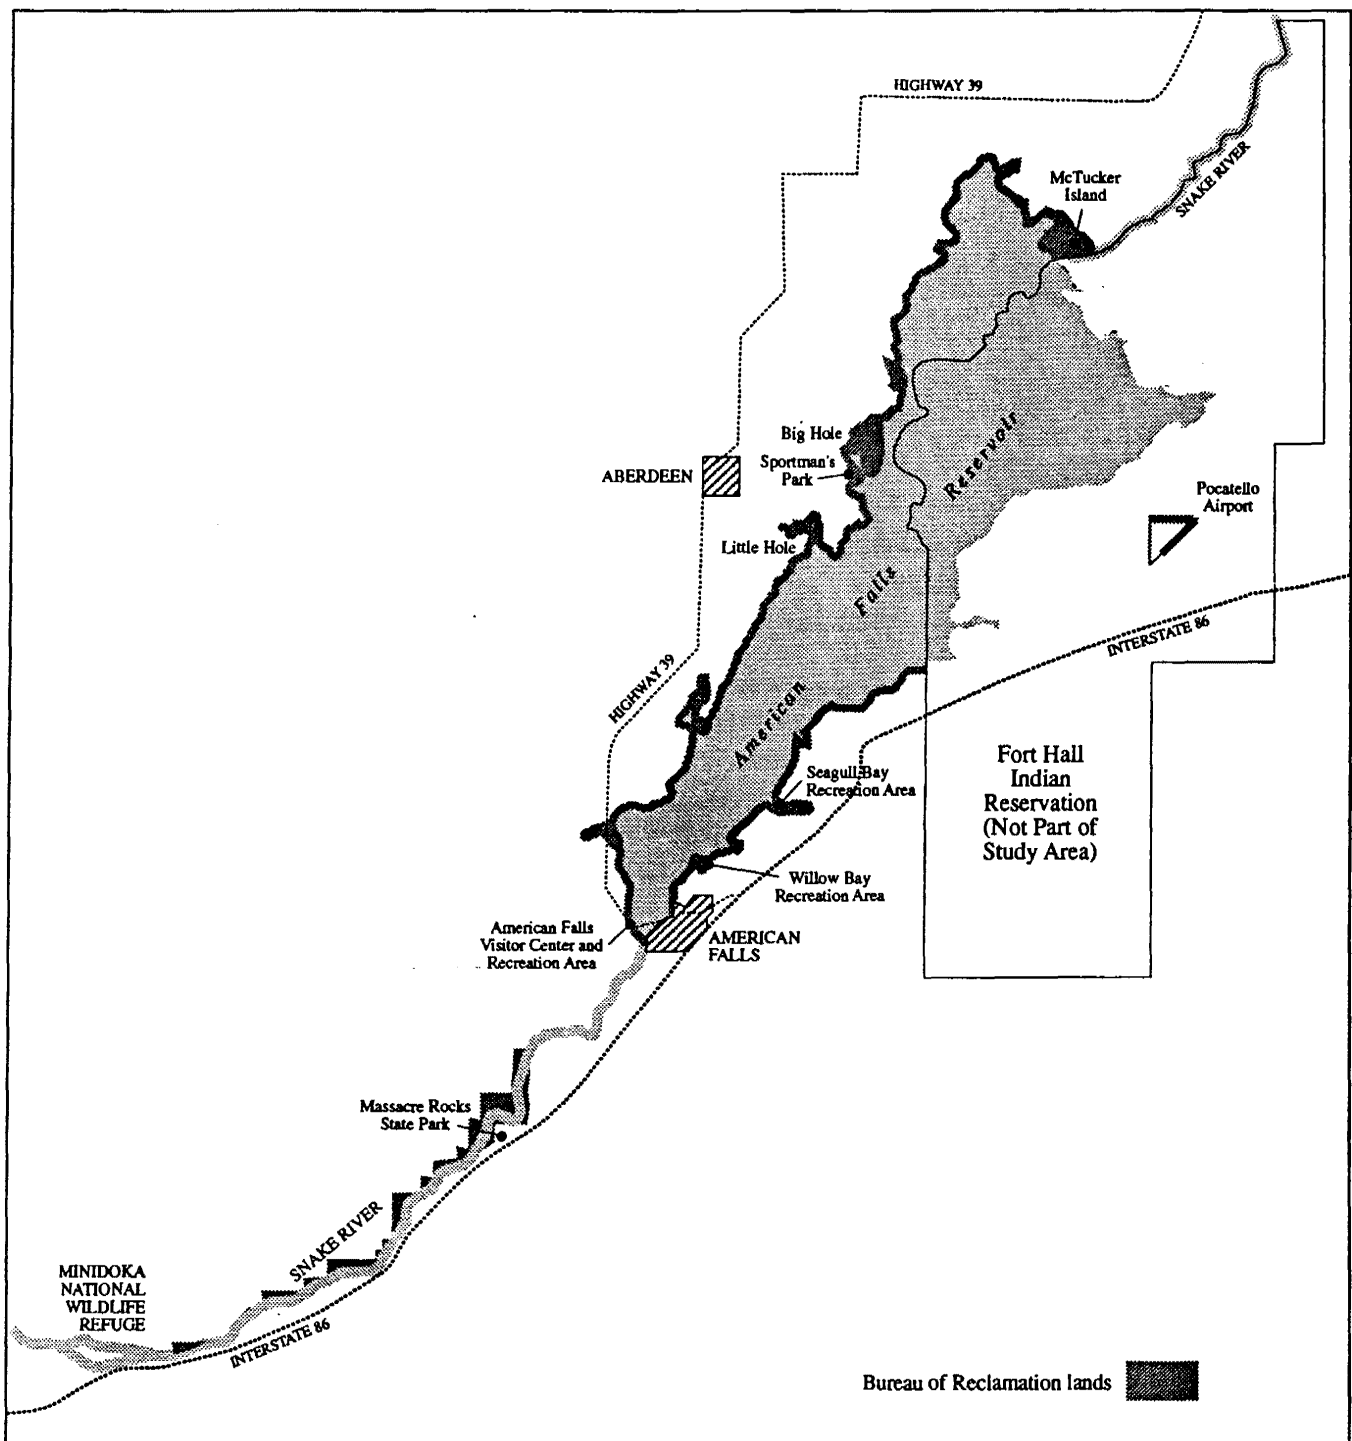 HIGHWAY 39
McTucker
Island
SNAKE RIVER
Big Hole
Sportman's
Park
ABERDEEN
Reservoir
Pocatello
Airport
Little Hole
Falls
INTERSTATE 86
HIGHWAY 39
American
Fort Hall
Indian
Reservation
(Not Part of
Study Area)
Seagull Bay
Recreation Area
Willow Bay
Recreation Area
American Falls
Visitor Center and
Recreation Area
AMERICAN
FALLS
Massacre Rocks
State Park
SNAKE RIVER
MINIDOKA
NATIONAL
WILDLIFE
REFUGE
INTERSTATE 86
Bureau of Reclamation lands